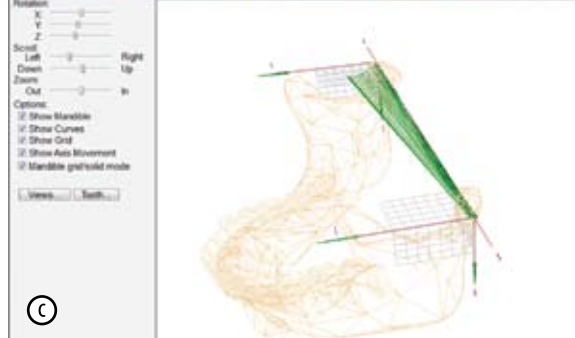 Rotation:
X:
Y:
Z:
Scroll:
Left Right
Down Up
Zoom:
Out In
Options:
Show Mandible
Show Curves
Show Grid
Show Axis Movement
Mandible grid/solid mode
Views... Tooth...
C